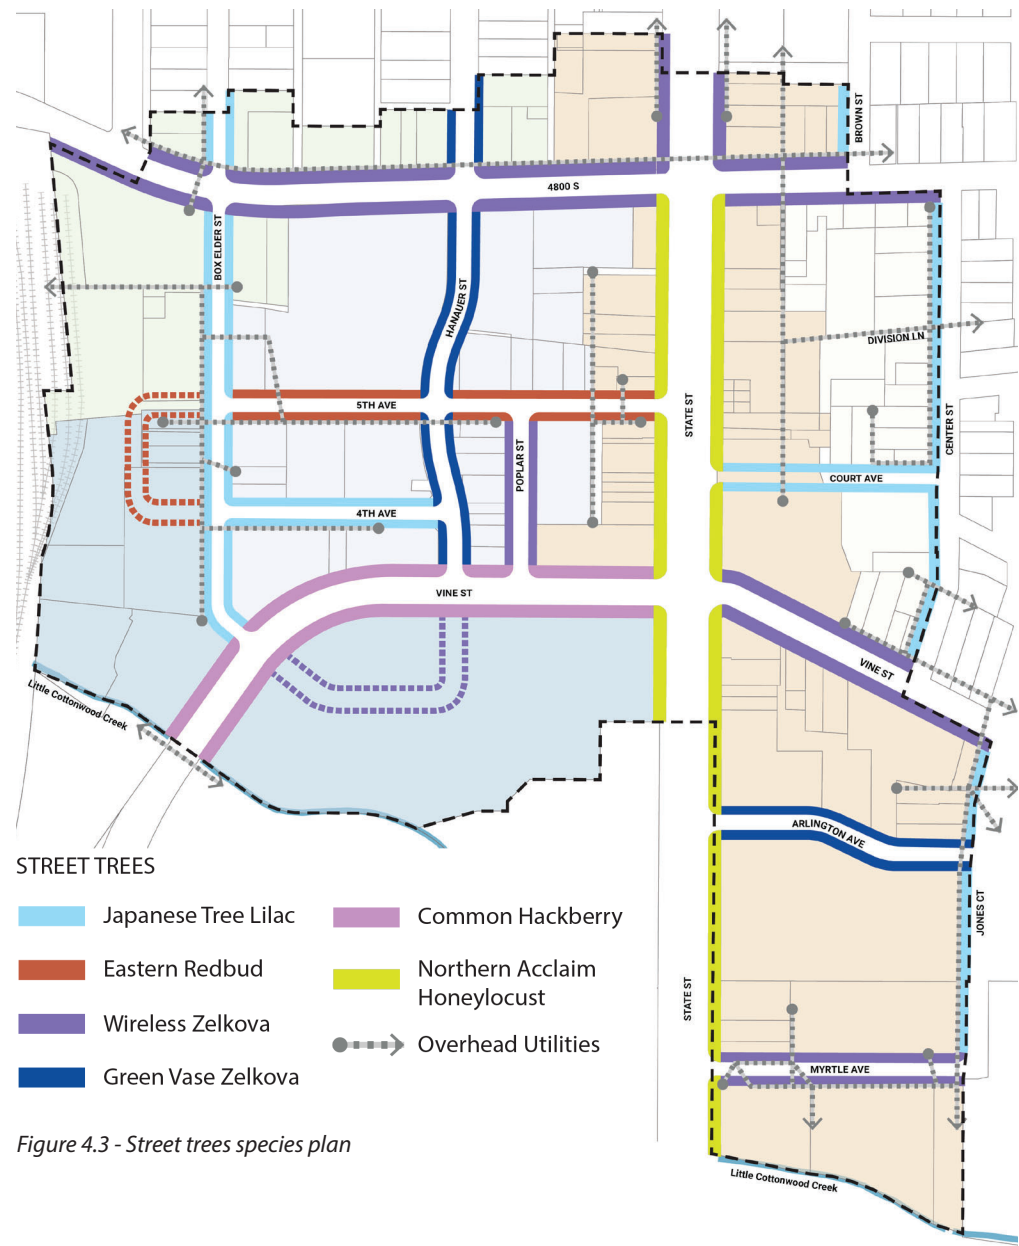 BROWN ST
4800 S
BOX ELDER ST
HANAUER ST
DIVISION LN
5TH AVE
STATE ST
CENTER ST
POPLAR ST
COURT AVE
4TH AVE
VINE ST
VINE ST
Little Cottonwood Creek
ARLINGTON AVE
JONES CT
STATE ST
MYRTLE AVE
Little Cottonwood Creek
STREET TREES
Japanese Tree Lilac
Eastern Redbud
Wireless Zelkova
Green Vase Zelkova
Common Hackberry
Northern Acclaim
Honeylocust
Overhead Utilities
Figure 4.3 - Street trees species plan